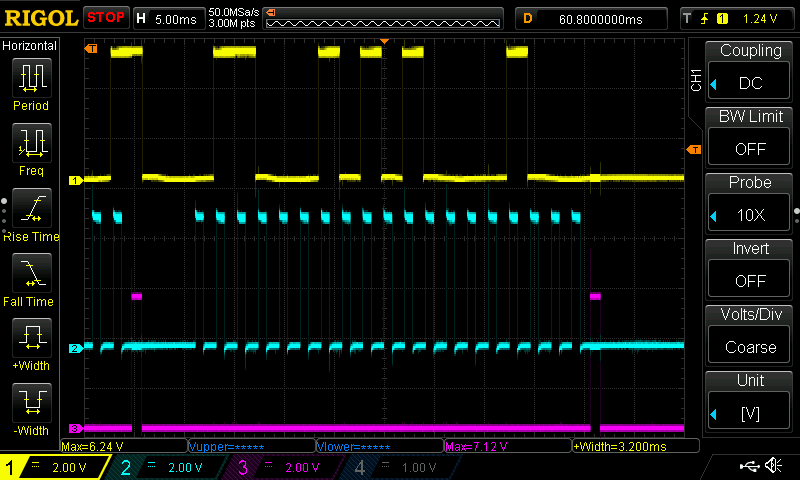 RIGOL STOP H 5.00ms 50.0MSa/s 3.00M pts D 60.8000000ms T 1 1.24 V
Horizontal
Period
Freq
Rise Time
Fall Time
+Width
-Width
T
T
1
2
3
CH1
Coupling
DC
BW Limit
OFF
Probe
10X
Invert
OFF
Volts/Div
Coarse
Unit
[V]
Max=6.24 V Vupper=***** Vlower=***** Max=7.12 V +Width=3.200ms
1 2.00 V 2 2.00 V 3 2.00 V 4 1.00 V